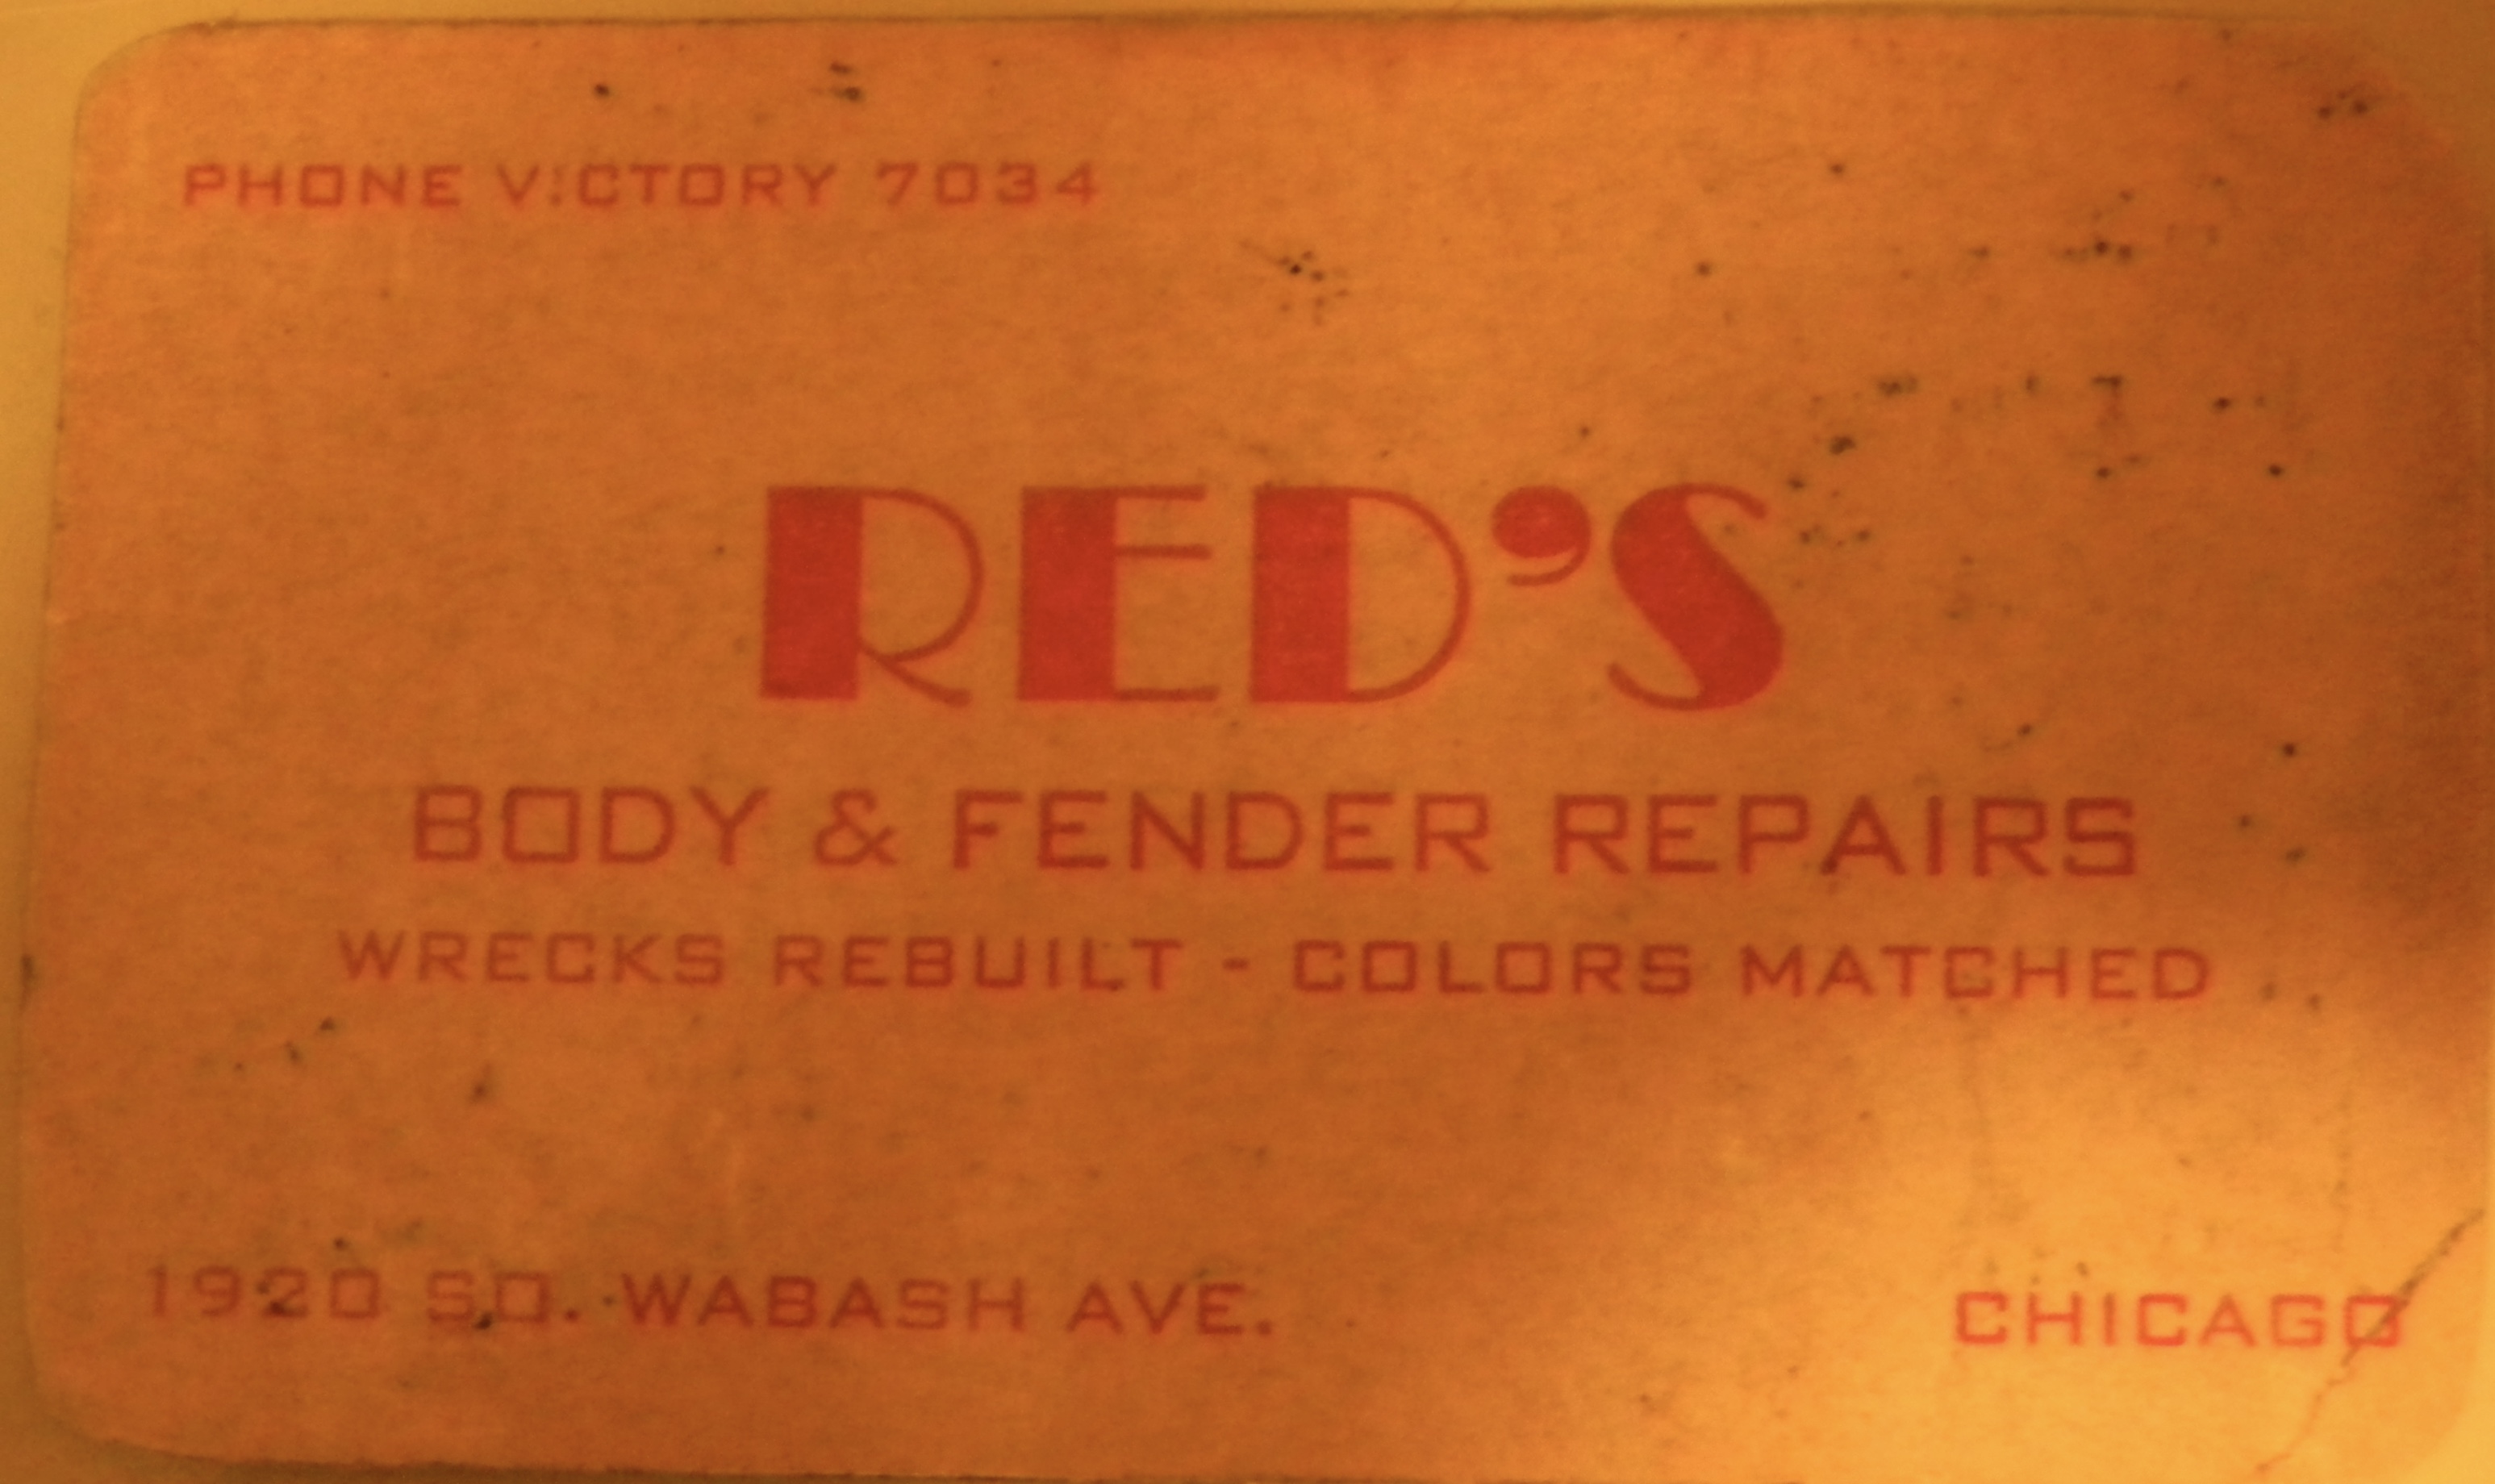 PHONE VICTORY 7034
RED'S
BODY & FENDER REPAIRS
WRECKS REBUILT - COLORS MATCHED
1920 SO. WABASH AVE.
CHICAGO